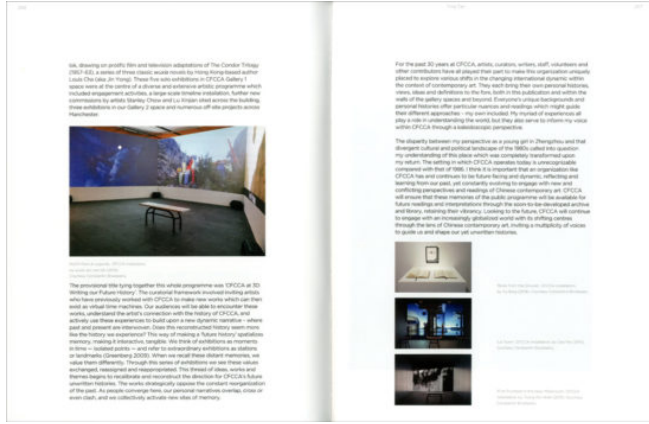 tok, drawing on prolific film and television adaptations of The Condor Trilogy
(1957-63), a series of three classic wuxia novels by Hong Kong-based author
Louis Cha (aka Jin Yong). These five solo exhibitions in CFCCA Gallery 1
space were at the centre of a diverse and extensive artistic programme which
included engagement activities, a large scale timeline installation, further new
commissions by artists Stanley Chow and Lu Xinjian sited across the building,
three exhibitions in our Gallery 2 space and numerous off-site projects across
Manchester.
The provisional title tying together this whole programme was 'CFCCA at 30:
Writing our Future History'. The curatorial framework involved inviting artists
who have previously worked with CFCCA to make new works which can then
exist as virtual time machines. Our audiences will be able to encounter these
works, understand the artist's connection with the history of CFCCA, and
actively use these experiences to build upon a new dynamic narrative – where
past and present are interwoven. Does this reconstructed history seem more
like the history we experience? This way of making a 'future history' spatializes
memory, making it interactive, tangible. We think of exhibitions as moments
in time – isolated points – and refer to extraordinary exhibitions as stations
or landmarks (Greenberg, 2009). When we recall these distant memories, we
value them differently. Through this series of exhibitions we see these values
exchanged, reassigned and reappropriated. This thread of ideas, works and
themes begins to recalibrate and reconstruct the direction for CFCCA's future
unwritten histories. The works strategically oppose the constant reorganization
of the past. As people converge here, our personal narratives overlap, cross or
even clash, and we collectively activate new sites of memory.
For the past 30 years at CFCCA, artists, curators, writers, staff, volunteers and
other contributors have all played their part to make this organization uniquely
placed to explore various shifts in the changing international dynamic within
the context of contemporary art. They each bring their own personal histories,
views, ideas and definitions to the fore, both in this publication and within the
walls of the gallery spaces and beyond. Everyone's unique backgrounds and
personal histories offer particular nuances and readings which might guide
their different approaches – my own included. My myriad of experiences all
play a role in understanding the world, but they also serve to inform my voice
within CFCCA through a kaleidoscopic perspective.
The disparity between my perspective as a young girl in Zhengzhou and that
divergent cultural and political landscape of the 1980s called into question
my understanding of this place which was completely transformed upon
my return. The setting in which CFCCA operates today is unrecognizable
compared with that of 1986. I think it is important that an organization like
CFCCA has and continues to be future-facing and dynamic, reflecting and
learning from our past, yet constantly evolving to engage with new and
conflicting perspectives and readings of Chinese contemporary art. CFCCA
will ensure that these memories of the public programme will be available for
future readings and interpretations through the soon-to-be-developed archive
and library, retaining their vibrancy. Looking to the future, CFCCA will continue
to engage with an increasingly globalized world with its shifting centres
through the lens of Chinese contemporary art, inviting a multiplicity of voices
to guide us and shape our yet unwritten histories.